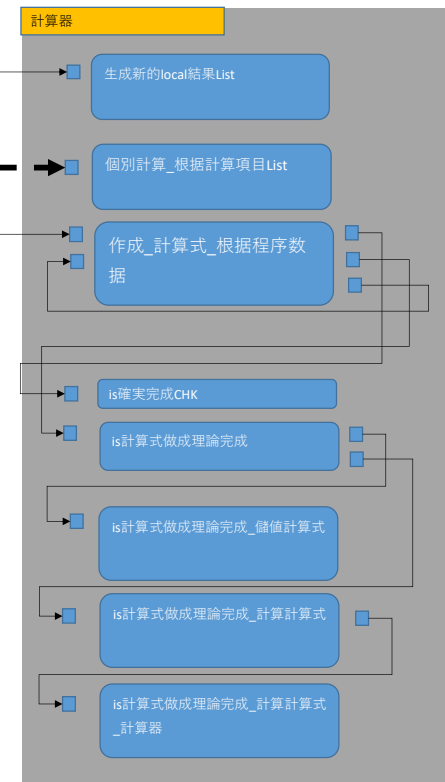 計算器
生成新的local結果List
個別計算_根据計算項目List
作成_計算式_根据程序数
据
is確実完成CHK
is計算式做成理論完成
is計算式做成理論完成_儲値計算式
is計算式做成理論完成_計算計算式
is計算式做成理論完成_計算計算式
_計算器